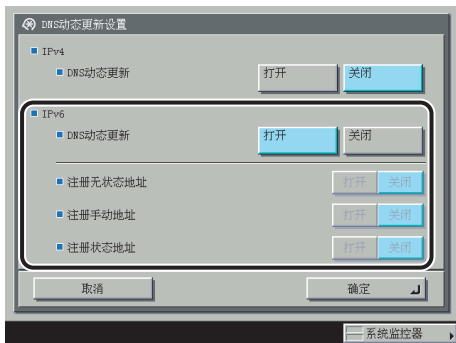 DNS动态更新设置
IPv4
DNS动态更新 打开 关闭
IPv6
DNS动态更新 打开 关闭
注册无状态地址 打开 关闭
注册手动地址 打开 关闭
注册状态地址 打开 关闭
取消 确定
系统监控器